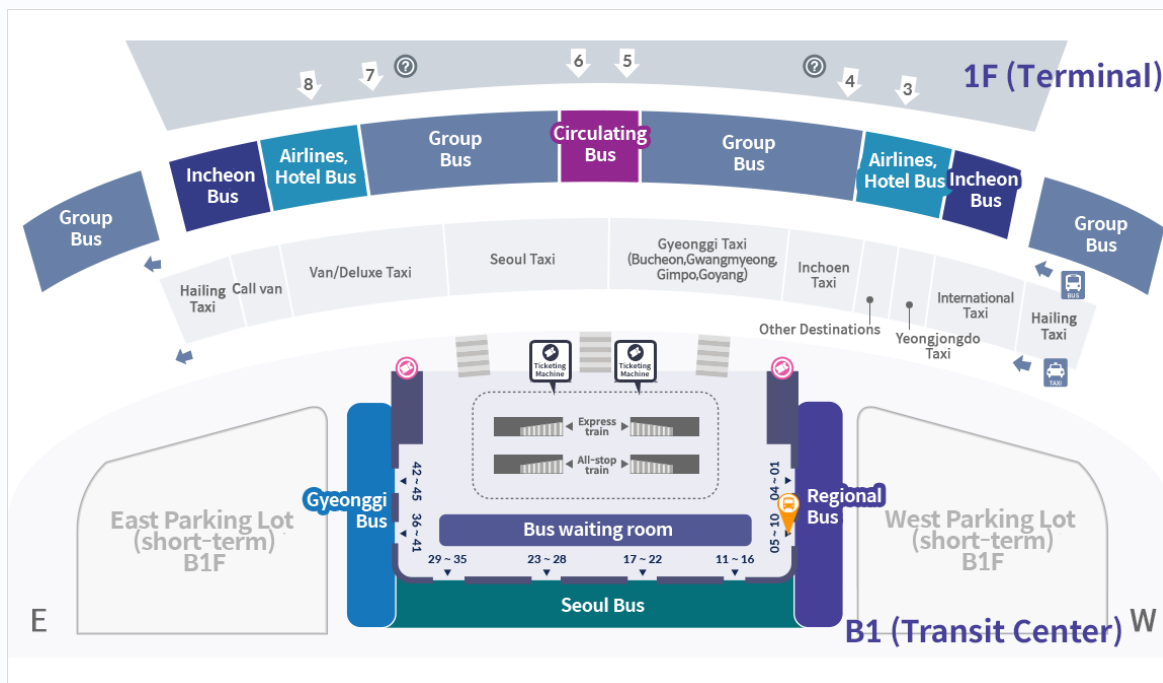 1F (Terminal)
8
7
?
6
5
?
4
3
Group
Bus
Incheon
Bus
Airlines,
Hotel Bus
Group
Bus
Circulating
Bus
Group
Bus
Airlines,
Hotel Bus
Incheon
Bus
Group
Bus
BUS
Hailing
Taxi
Call van
Van/Deluxe Taxi
Seoul Taxi
Gyeonggi Taxi
(Bucheon,Gwangmyeong,
Gimpo,Goyang)
Inchoen
Taxi
Other Destinations
Yeongjongdo
Taxi
International
Taxi
Hailing
Taxi
TAXI
Ticketing
Machine
Ticketing
Machine
Express
train
All-stop
train
42 ~ 45
36 ~ 41
04 ~ 01
05 ~ 10
Gyeonggi
Bus
Regional
Bus
East Parking Lot
(short-term)
B1F
West Parking Lot
(short-term)
B1F
Bus waiting room
29 ~ 35
23 ~ 28
17 ~ 22
11 ~ 16
Seoul Bus
E
B1 (Transit Center)
W